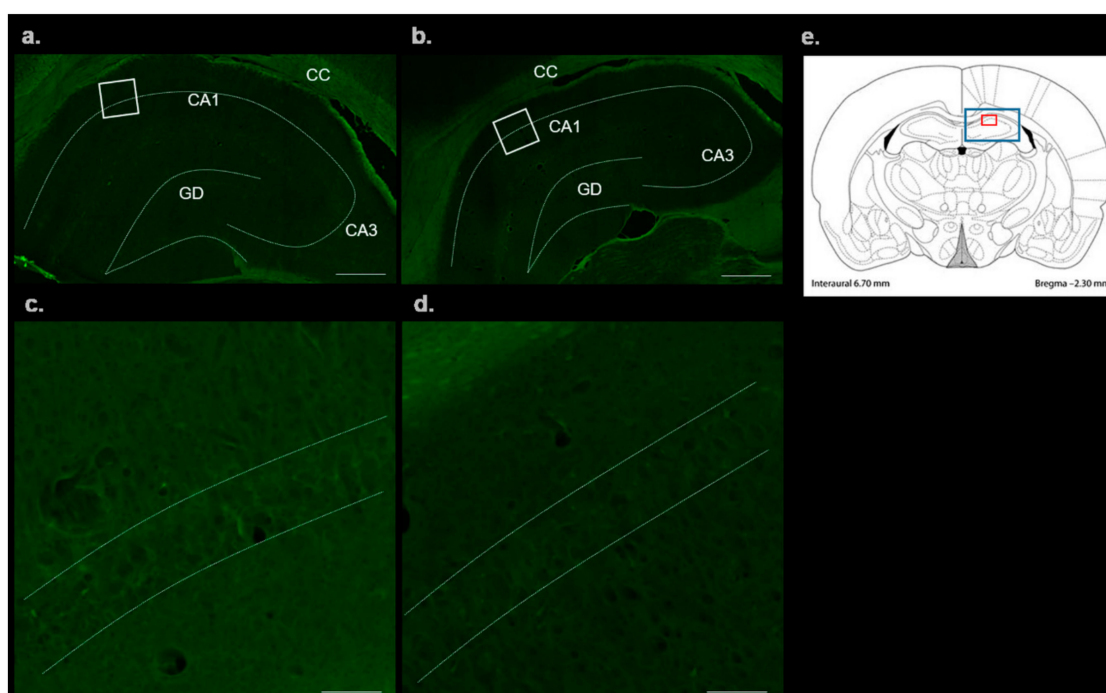 a.
b.
e.
CC
CA1
GD
CA3
CC
CA1
CA3
GD
Interaural 6.70 mm
Bregma –2.30 mm
c.
d.